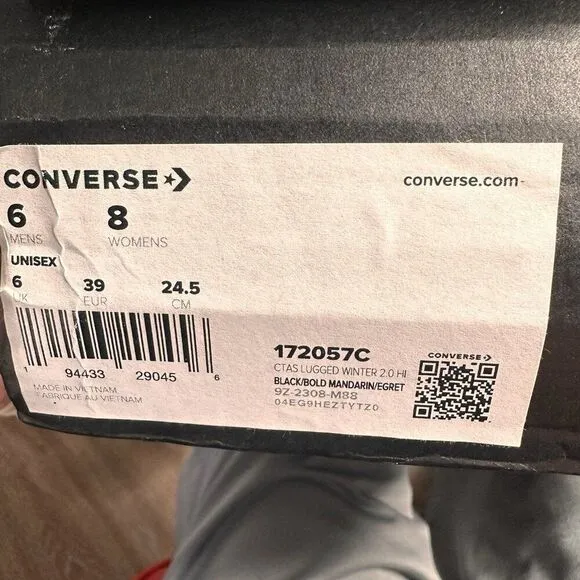 CONVERSE
converse.com
6 8
MENS WOMENS
UNISEX
6 39 24.5
UK EUR CM
1 94433 29045 6
MADE IN VIETNAM
FABRIQUE AU VIETNAM
172057C
CTAS LUGGED WINTER 2.0 HI
BLACK/BOLD MANDARIN/EGRET
9Z-2308-M88
04EG9HEZTYTZ0
CONVERSE